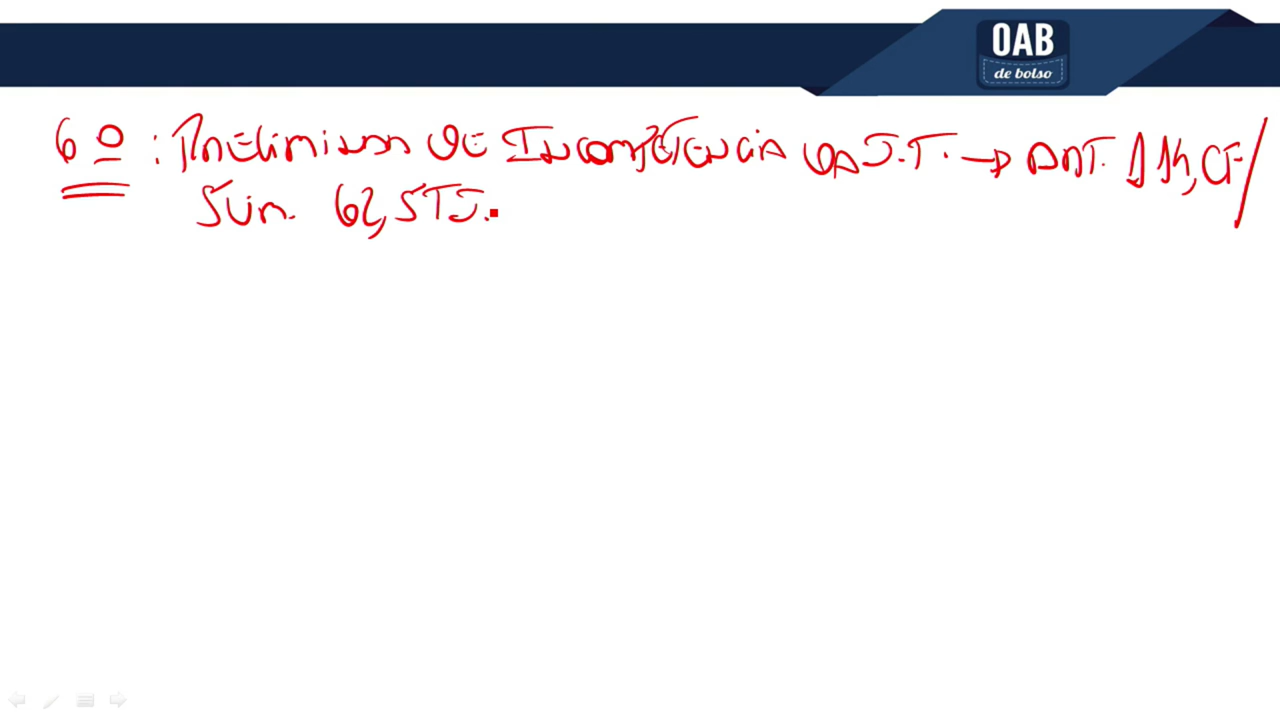 OAB
de bolso
6º: PRELIMINAR DE INCOMPETÊNCIA DA J.T. → ART. 114, CF/
SÚM. 62, STJ.